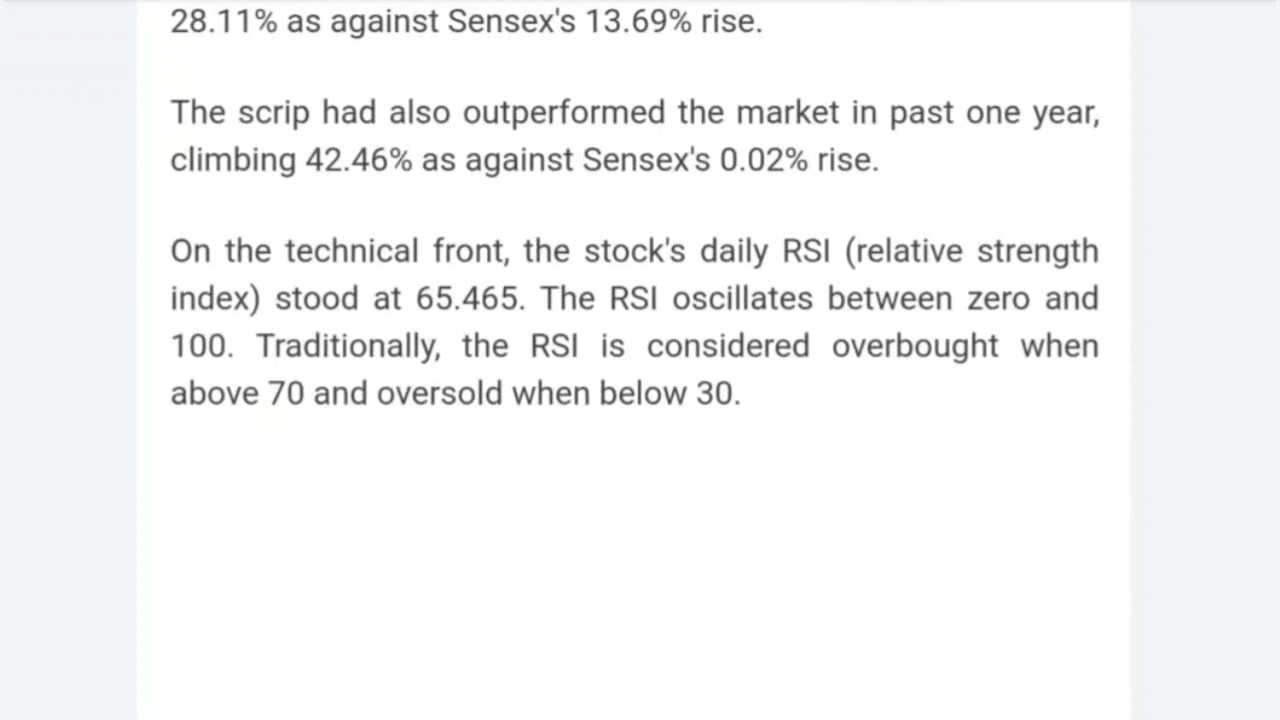 28.11% as against Sensex's 13.69% rise.
The scrip had also outperformed the market in past one year,
climbing 42.46% as against Sensex's 0.02% rise.
On the technical front, the stock's daily RSI (relative strength
index) stood at 65.465. The RSI oscillates between zero and
100. Traditionally, the RSI is considered overbought when
above 70 and oversold when below 30.